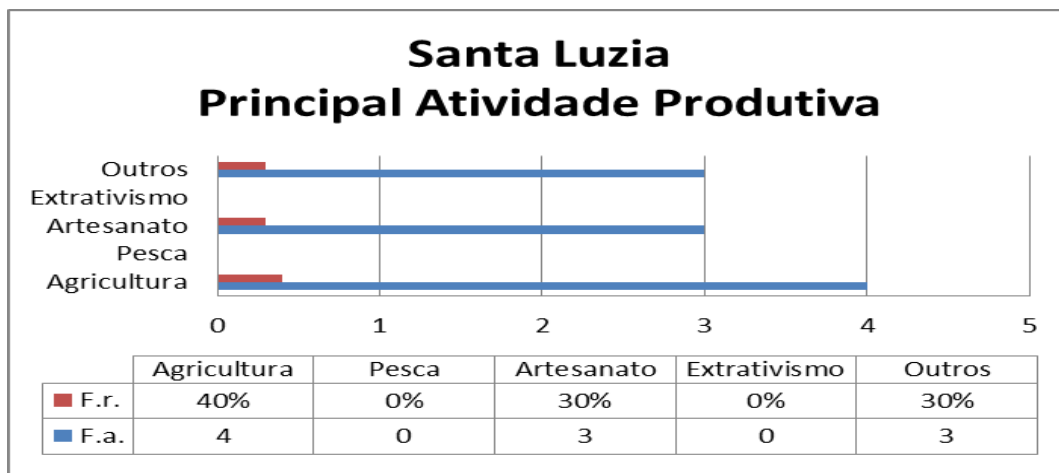 Santa Luzia
Principal Atividade Produtiva
Outros
Extrativismo
Artesanato
Pesca
Agricultura
0 1 2 3 4 5
Agricultura Pesca Artesanato Extrativismo Outros
F.r. 40% 0% 30% 0% 30%
F.a. 4 0 3 0 3